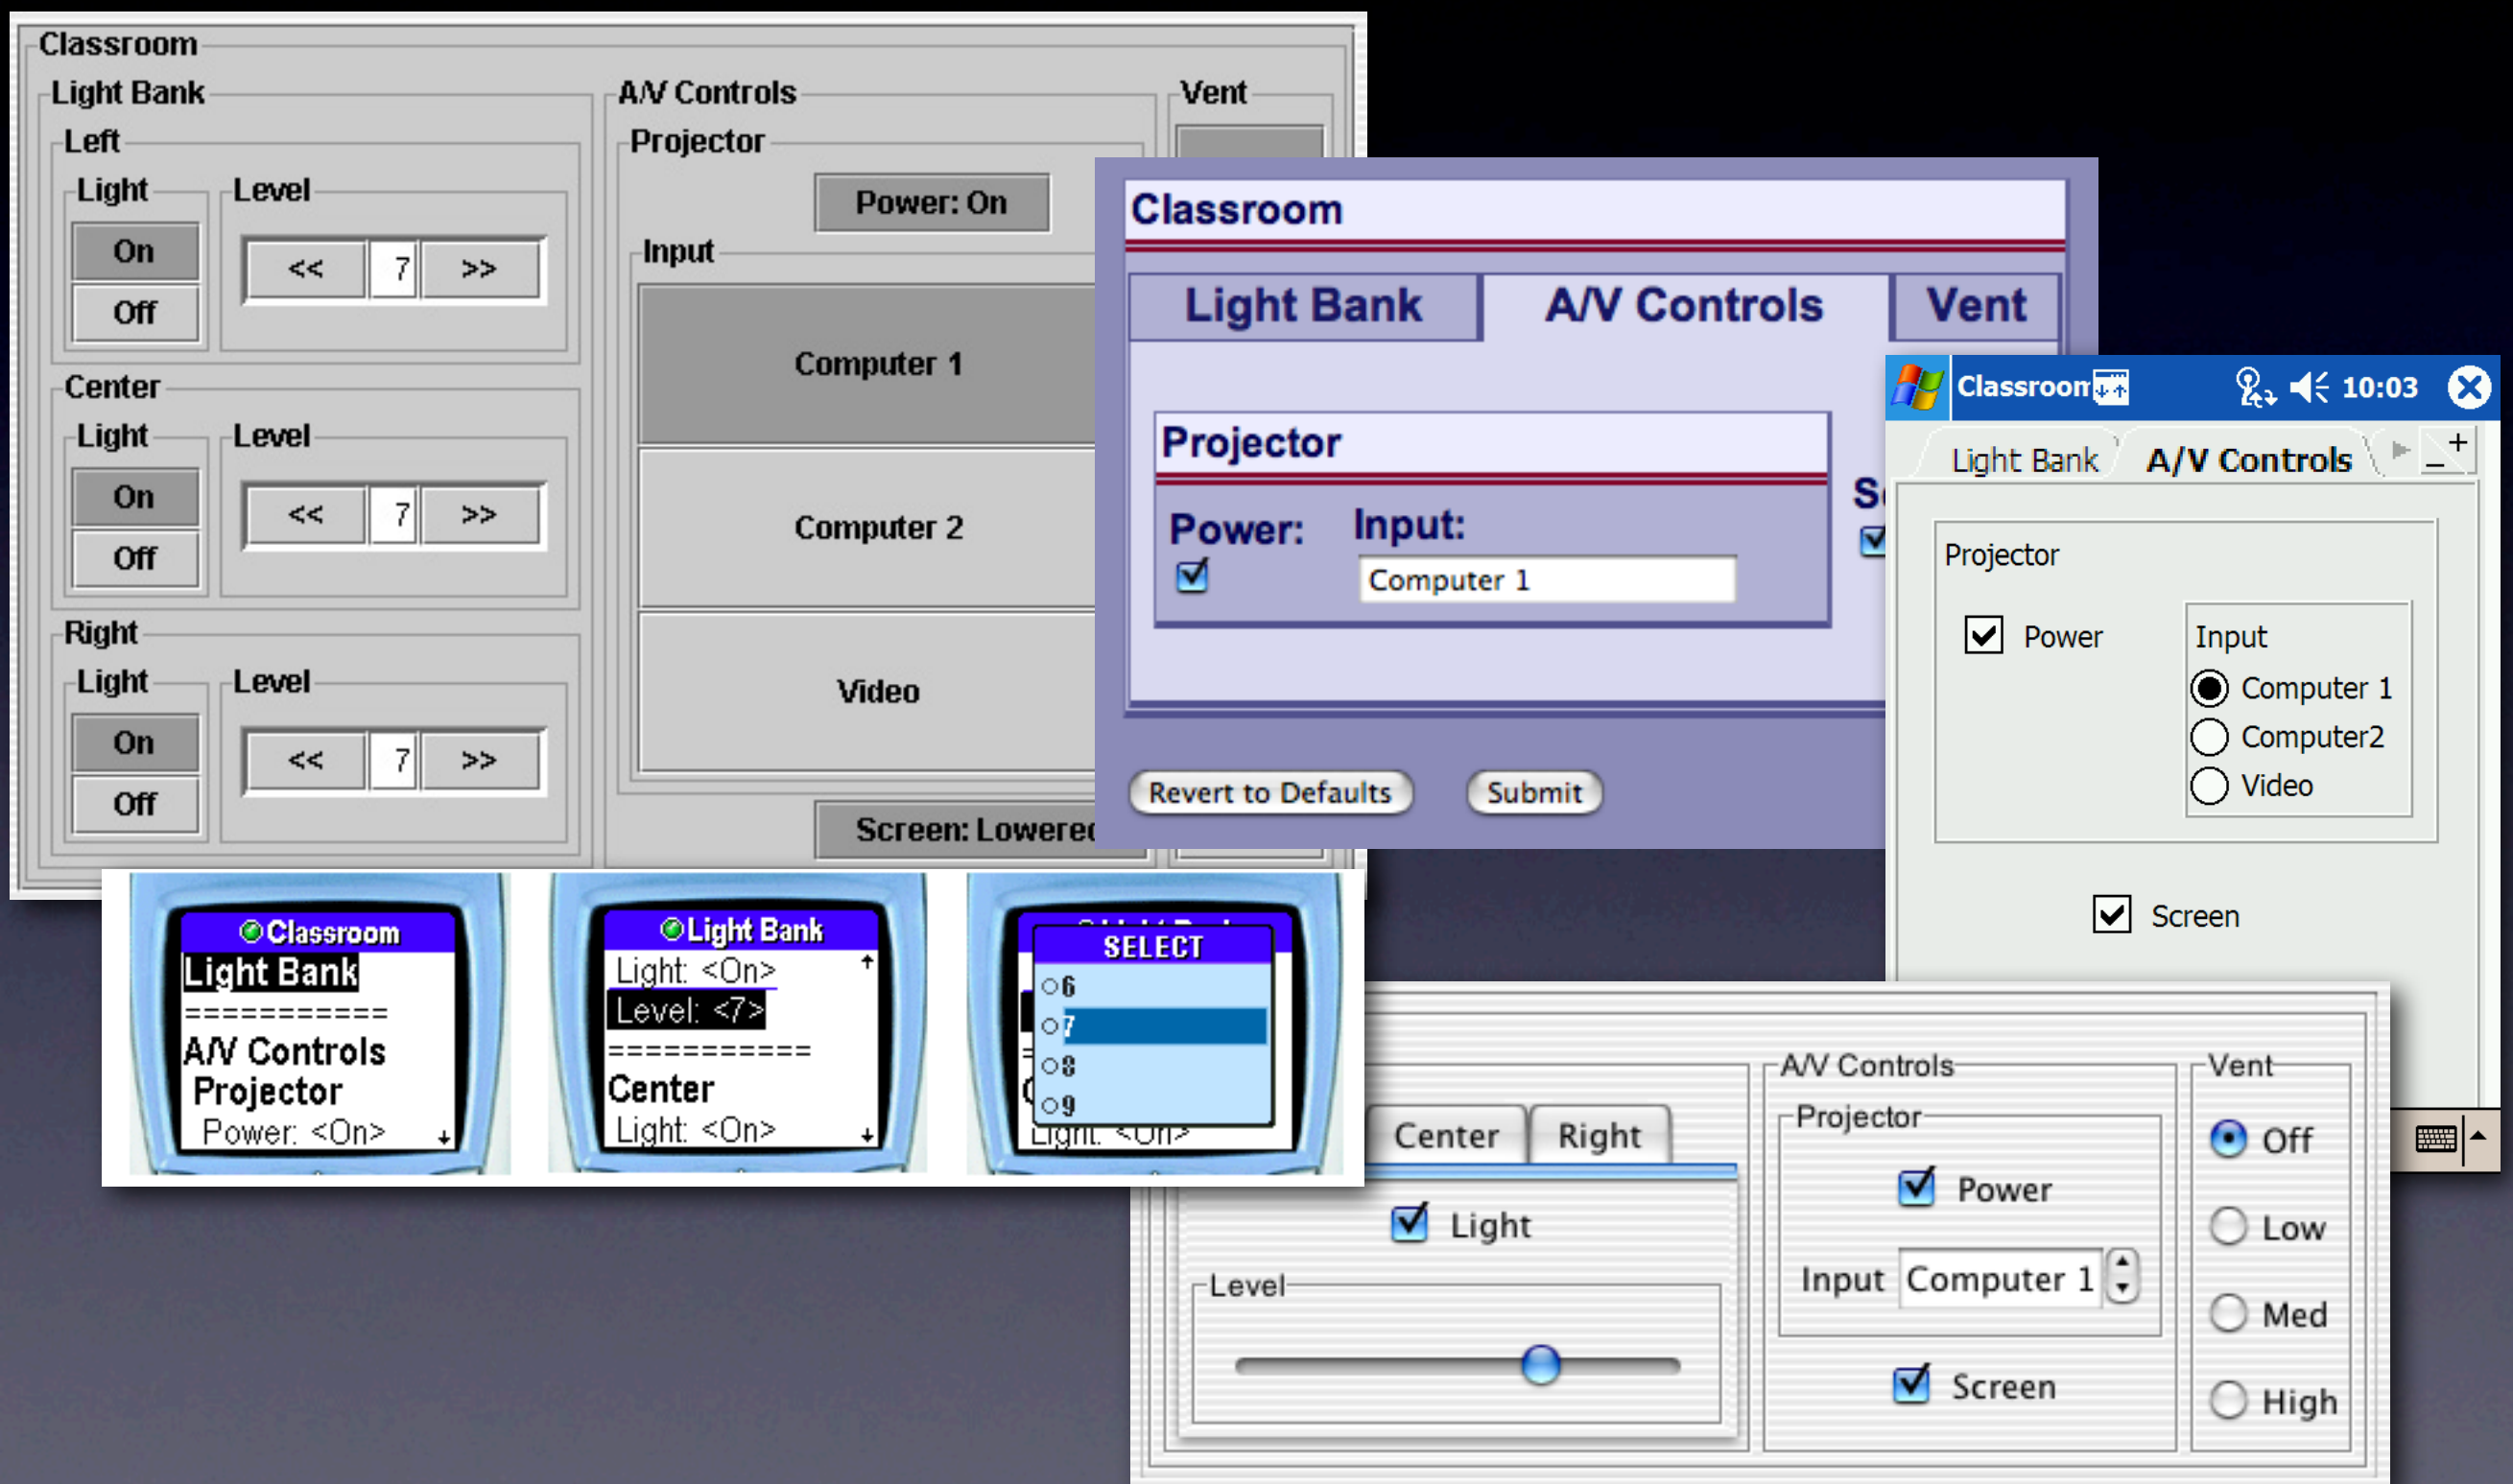 Classroom
Light Bank
Left
Light
Level
On
<< 7 >>
Off
Center
Light
Level
On
<< 7 >>
Off
Right
Light
Level
On
<< 7 >>
Off
A/V Controls
Projector
Power: On
Input
Computer 1
Computer 2
Video
Screen: Lowered
Vent
Classroom
Light Bank
A/V Controls
Vent
Projector
Power:
Input:
Computer 1
Revert to Defaults
Submit
Classroom
10:03
Light Bank
A/V Controls
Projector
Power
Input
Computer 1
Computer2
Video
Screen
Classroom
Light Bank
===========
A/V Controls
Projector
Power: <On>
Light Bank
Light: <On>
Level: <7>
===========
Center
Light: <On>
SELECT
6
7
8
9
Light: <On>
Center
Right
Light
Level
A/V Controls
Projector
Power
Input Computer 1
Screen
Vent
Off
Low
Med
High